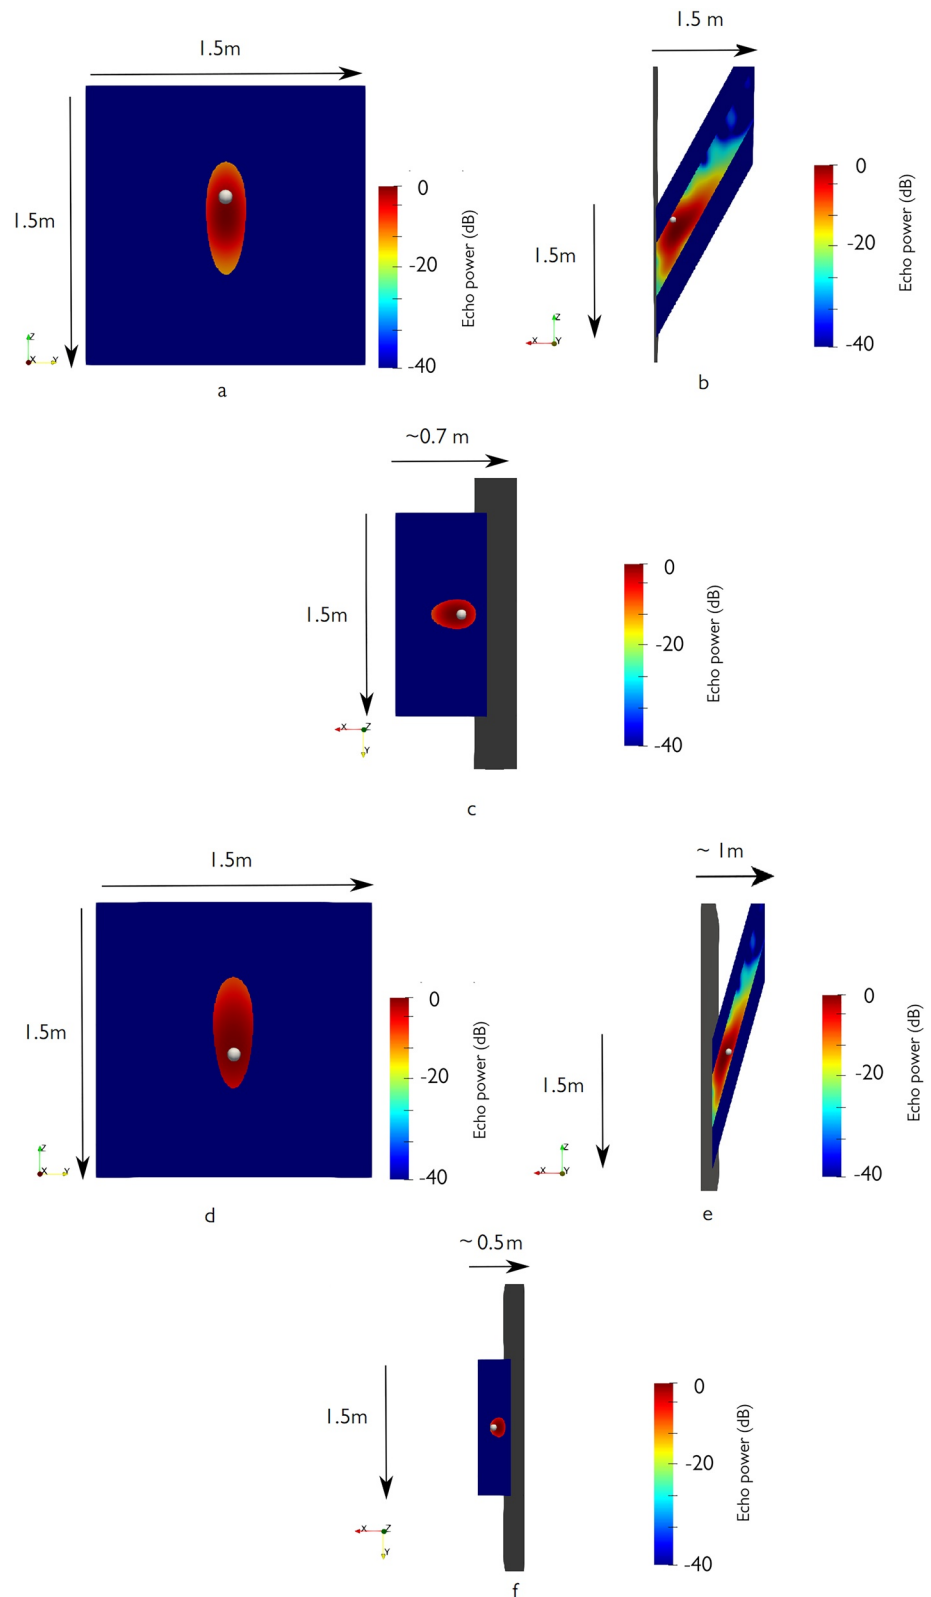 1.5m
1.5m
0
-20
-40
Echo power (dB)
Z
X
Y
a
1.5 m
1.5m
0
-20
-40
Echo power (dB)
Z
X
Y
b
~0.7 m
1.5m
0
-20
-40
Echo power (dB)
X
Z
Y
c
1.5m
1.5m
0
-20
-40
Echo power (dB)
Z
X
Y
d
~ 1m
1.5m
0
-20
-40
Echo power (dB)
Z
X
Y
e
~ 0.5m
1.5m
0
-20
-40
Echo power (dB)
X
Z
Y
f